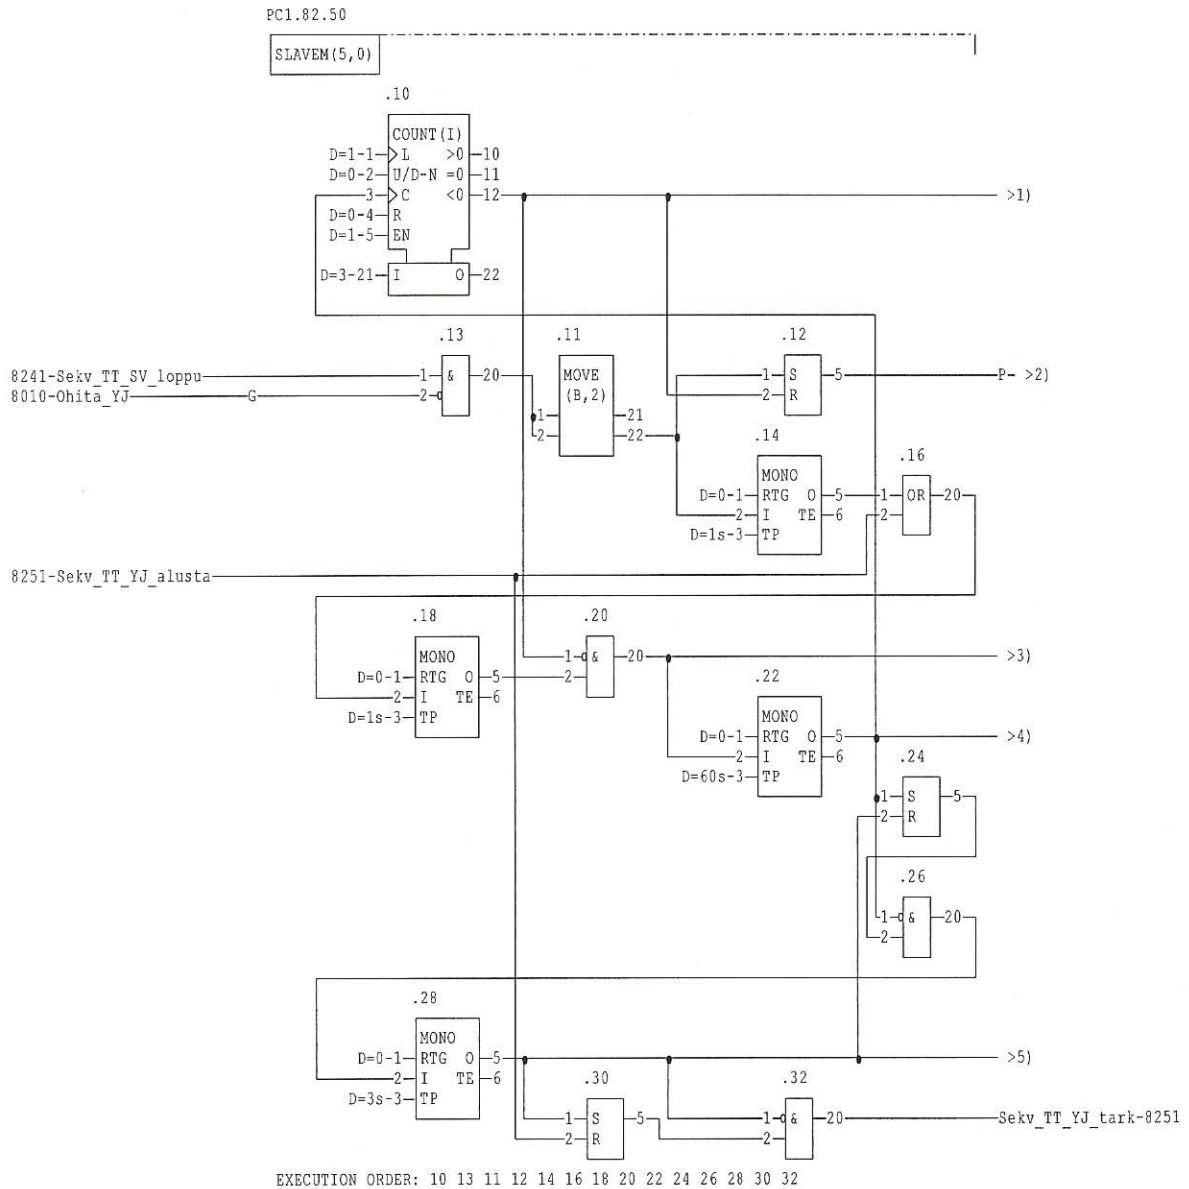 PC1.82.50
SLAVEM(5,0)
.10
COUNT(I)
D=1-1 L >0 10
D=0-2 U/D-N =0 11
3 C <0 12 >1)
D=0-4 R
D=1-5 EN
D=3-21 I O 22
.13 .11 .12
8241-Sekv_TT_SV_loppu 1 & 20 MOVE 1 S 5 P- >2)
8010-Ohita_YJ G 2 (B,2) 2 R
1 21
2 22
.14 .16
MONO
D=0-1 RTG O 5 1 OR 20
2 I TE 6 2
D=1s-3 TP
8251-Sekv_TT_YJ_alusta
.18 .20
MONO 1 & 20 >3)
D=0-1 RTG O 5 2
2 I TE 6
D=1s-3 TP
.22
MONO
D=0-1 RTG O 5 >4)
2 I TE 6
D=60s-3 TP
.24
1 S 5
2 R
.26
1 & 20
2
.28
MONO
D=0-1 RTG O 5 >5)
2 I TE 6
D=3s-3 TP
.30 .32
1 S 5 1 & 20 Sekv_TT_YJ_tark-8251
2 R 2
EXECUTION ORDER: 10 13 11 12 14 16 18 20 22 24 26 28 30 32